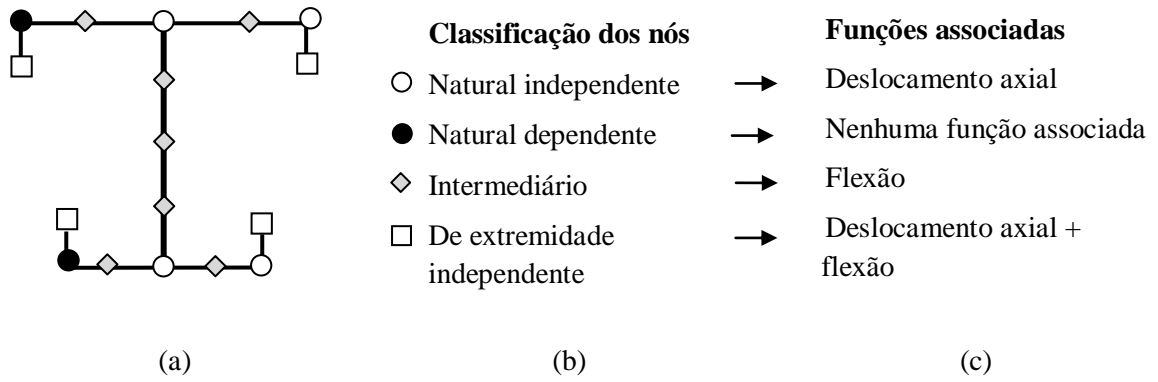 Classificação dos nós
Natural independente
Natural dependente
Intermediário
De extremidade
independente
Funções associadas
Deslocamento axial
Nenhuma função associada
Flexão
Deslocamento axial +
flexão
(a)
(b)
(c)